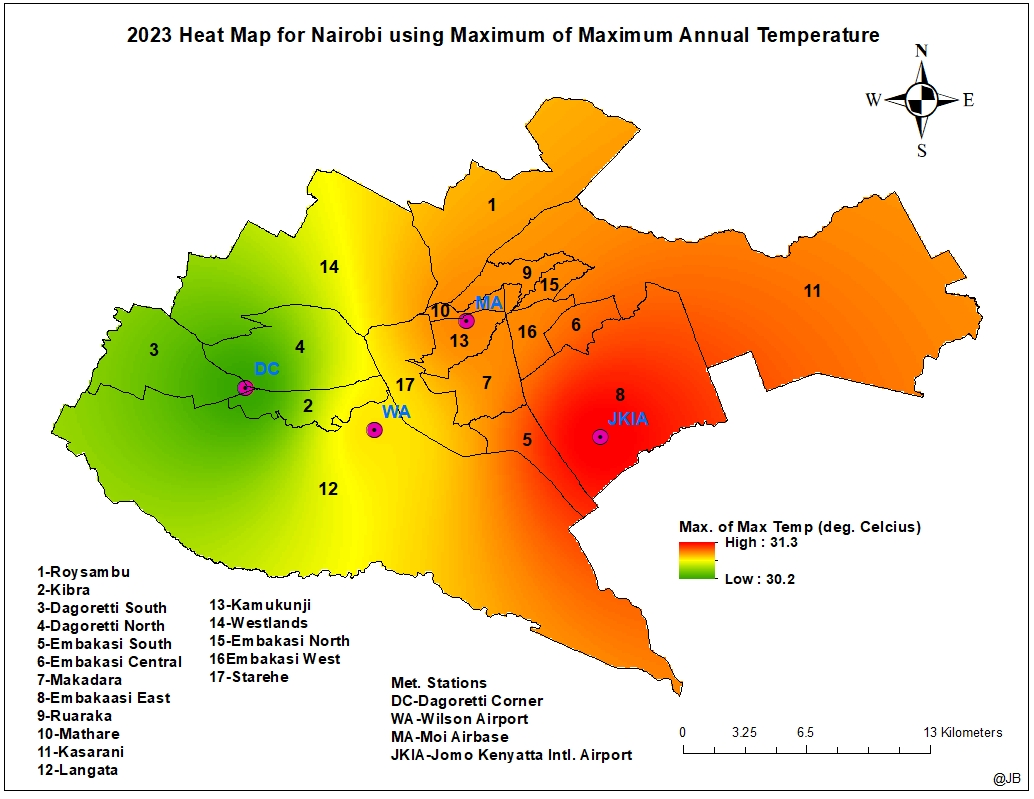 2023 Heat Map for Nairobi using Maximum of Maximum Annual Temperature
N
W E
S
1
14
9
15
11
10
MA
13
16
6
3
4
DC
17
7
8
2
WA
JKIA
5
12
Max. of Max Temp (deg. Celcius)
High : 31.3
Low : 30.2
1-Roysambu
2-Kibra
3-Dagoretti South
4-Dagoretti North
5-Embakasi South
6-Embakasi Central
7-Makadara
8-Embakaasi East
9-Ruaraka
10-Mathare
11-Kasarani
12-Langata
13-Kamukunji
14-Westlands
15-Embakasi North
16Embakasi West
17-Starehe
Met. Stations
DC-Dagoretti Corner
WA-Wilson Airport
MA-Moi Airbase
JKIA-Jomo Kenyatta Intl. Airport
0 3.25 6.5 13 Kilometers
@JB